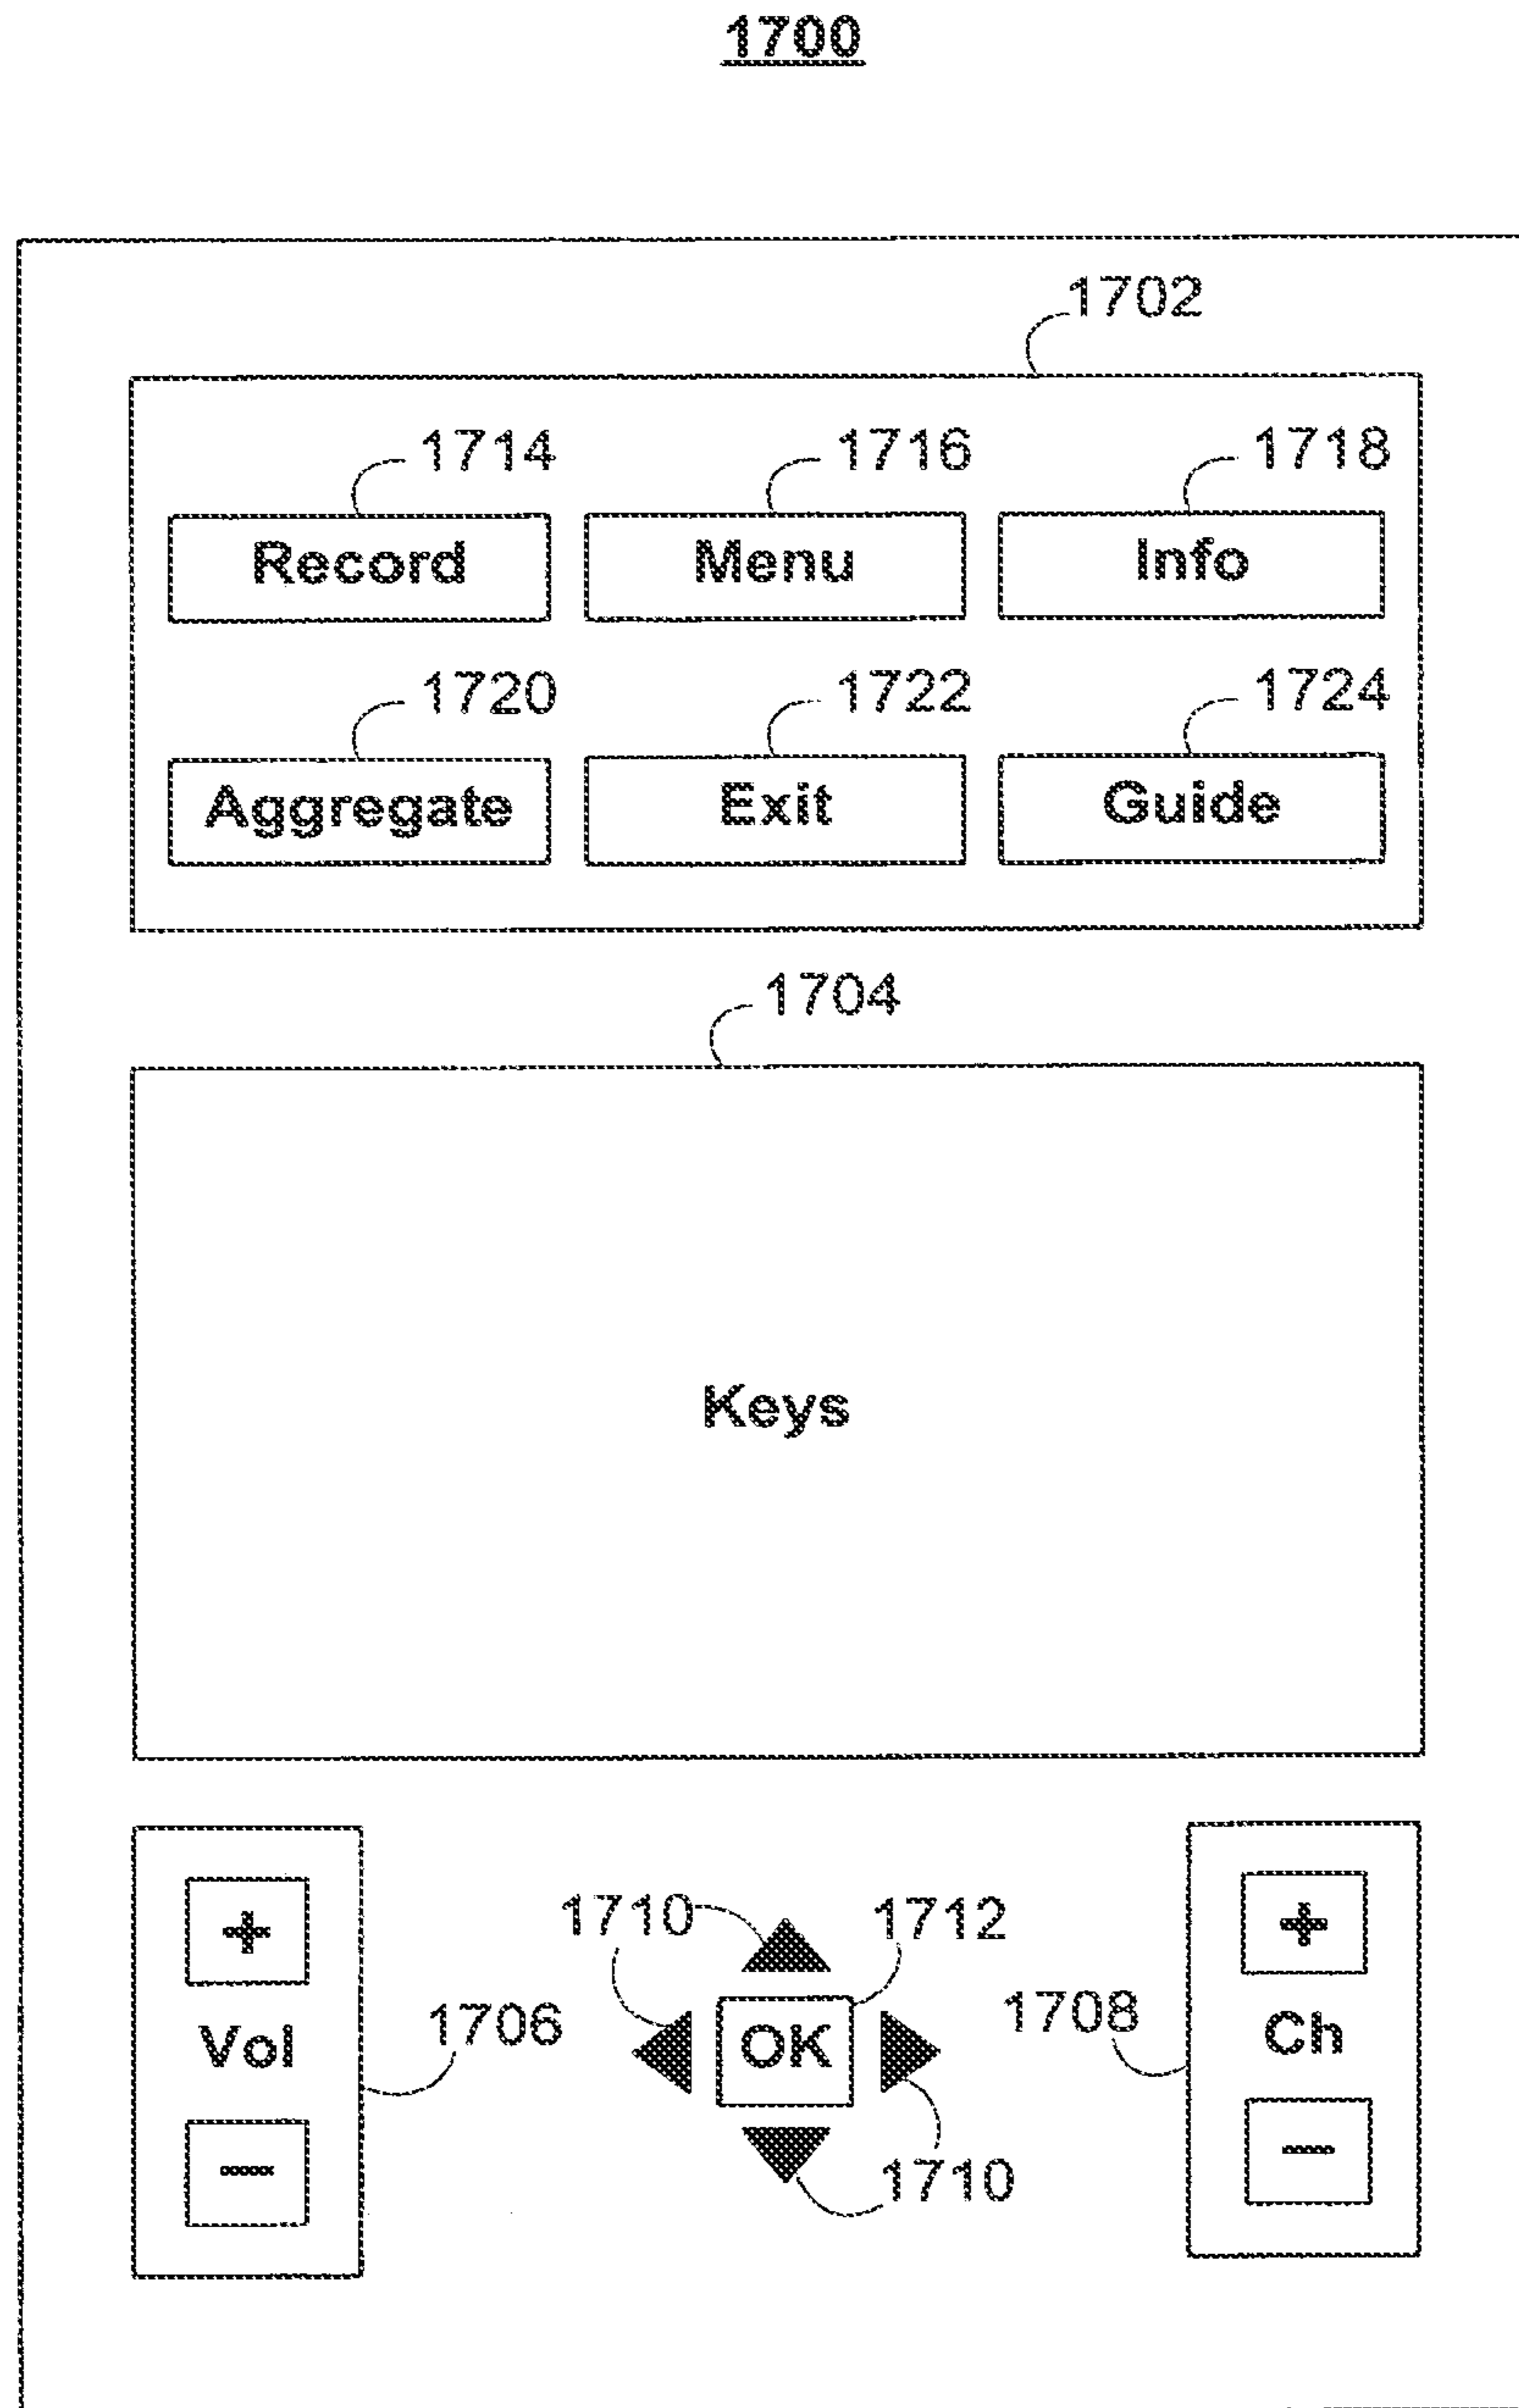 1700
1702
1714 1716 1718
Record Menu Info
1720 1722 1724
Aggregate Exit Guide
1704
Keys
+ 1710 1712 +
Vol 1706 OK 1708 Ch
— 1710 —